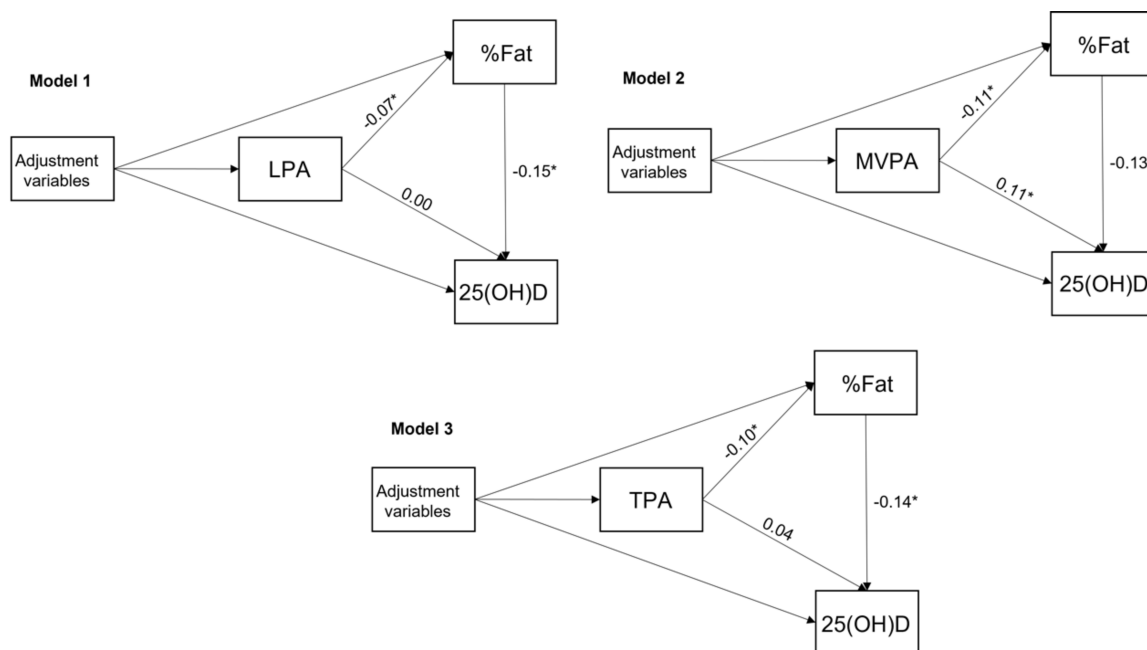 Model 1
%Fat
-0.07*
Adjustment
variables
LPA
-0.15*
0.00
25(OH)D
Model 2
%Fat
-0.11*
Adjustment
variables
MVPA
-0.13
0.11*
25(OH)D
Model 3
%Fat
-0.10*
Adjustment
variables
TPA
-0.14*
0.04
25(OH)D